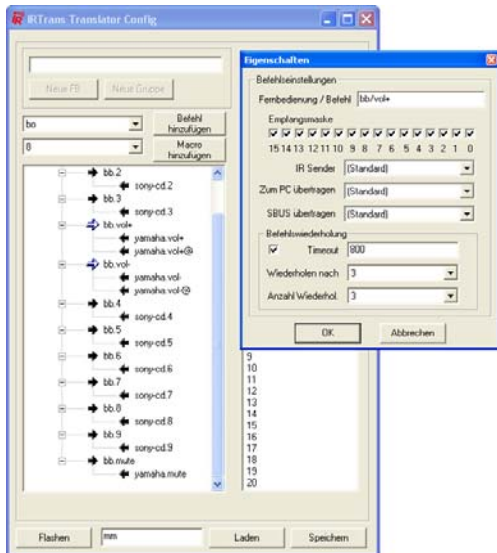 IRTrans Translator Config
Neue FB
Neue Gruppe
bo
Befehl hinzufügen
8
Macro hinzufügen
bb.2
sony-cd.2
bb.3
sony-cd.3
bb.vol+
yamaha.vol+
yamaha.vol+@
bb.vol-
yamaha.vol-
yamaha.vol-@
bb.4
sony-cd.4
bb.5
sony-cd.5
bb.6
sony-cd.6
bb.7
sony-cd.7
bb.8
sony-cd.8
bb.9
sony-cd.9
bb.mute
yamaha.mute
9
10
11
12
13
14
15
16
17
18
19
20
Flashen
mm
Laden
Speichern
Eigenschaften
Befehlseinstellungen
Fernbedienung / Befehl
bb/vol+
Empfangsmaske
15 14 13 12 11 10 9 8 7 6 5 4 3 2 1 0
IR Sender
(Standard)
Zum PC übertragen
(Standard)
SBUS übertragen
(Standard)
Befehlswiederholung
Timeout
800
Wiederholen nach
3
Anzahl Wiederhol.
3
OK
Abbrechen